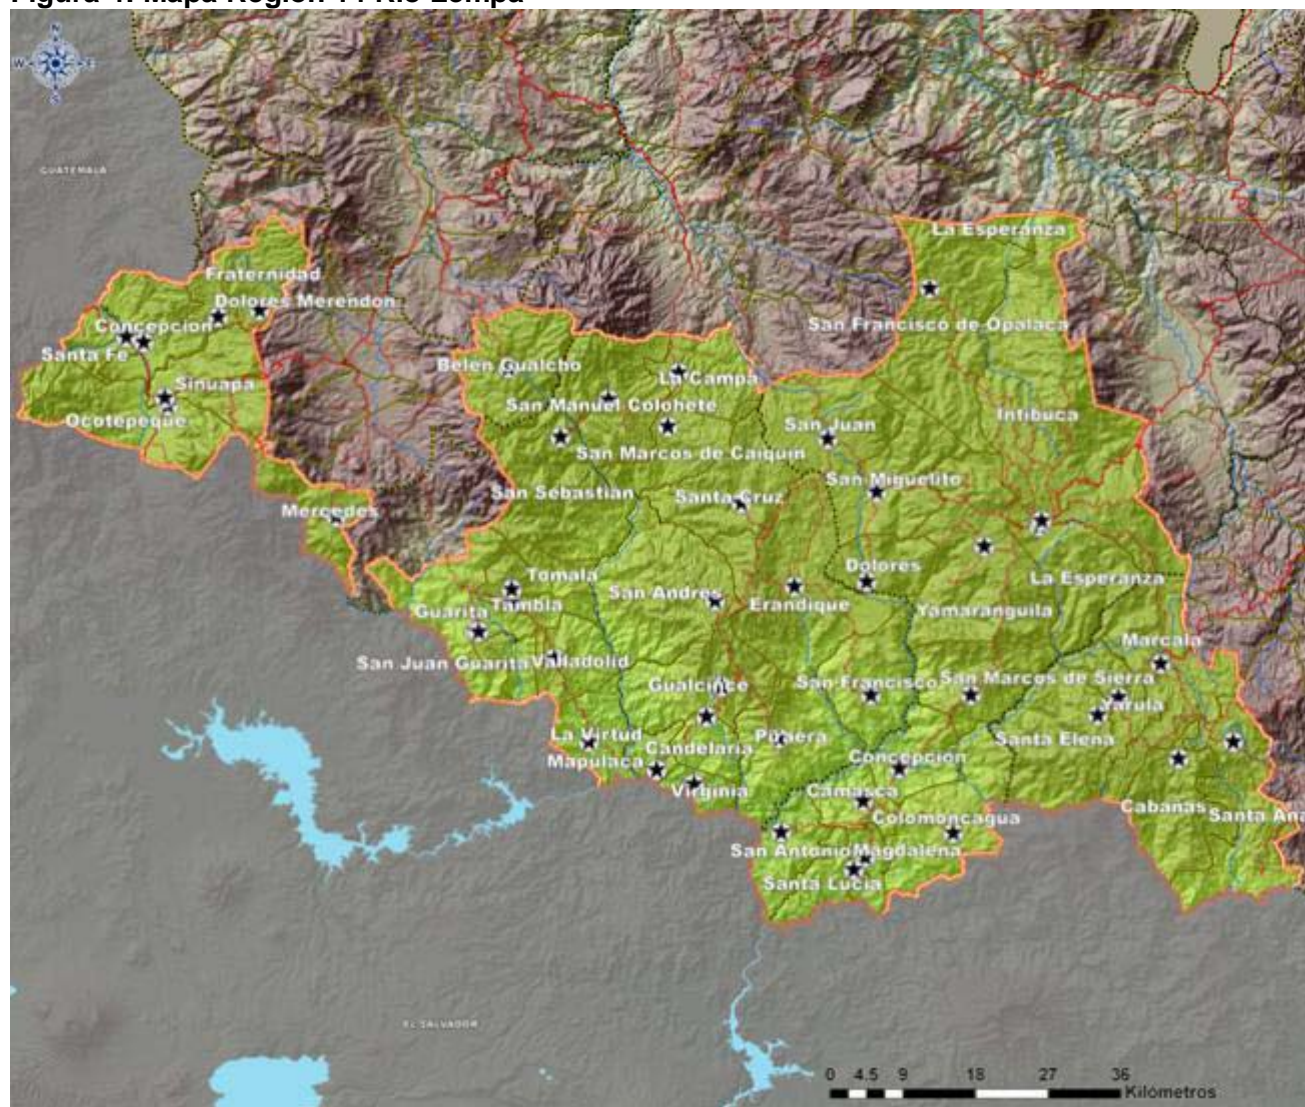 Figura 4. Mapa Región 14 Río Lempa
N
W E
S
GUATEMALA
La Esperanza
Fraternidad
Dolores Merendon
Concepcion
San Francisco de Opalaca
Santa Fe
Belen Gualcho
La Campa
Sinuapa
San Manuel Colohete
Ocotepeque
Intibuca
San Juan
San Marcos de Caiquin
San Miguelito
San Sebastian
Santa Cruz
Mercedes
Dolores
Tomala
La Esperanza
San Andres
Tambla
Erandique
Guarita
Yamaranguila
Marcala
San Juan Guarita
Valladolid
San Marcos de Sierra
Gualcince
San Francisco
Yarula
La Virtud
Piraera
Santa Elena
Candelaria
Mapulaca
Concepcion
Virginia
Camasca
Cabanas
Santa Ana
Colomoncagua
San Antonio
Magdalena
Santa Lucia
EL SALVADOR
0 4.5 9 18 27 36
Kilómetros